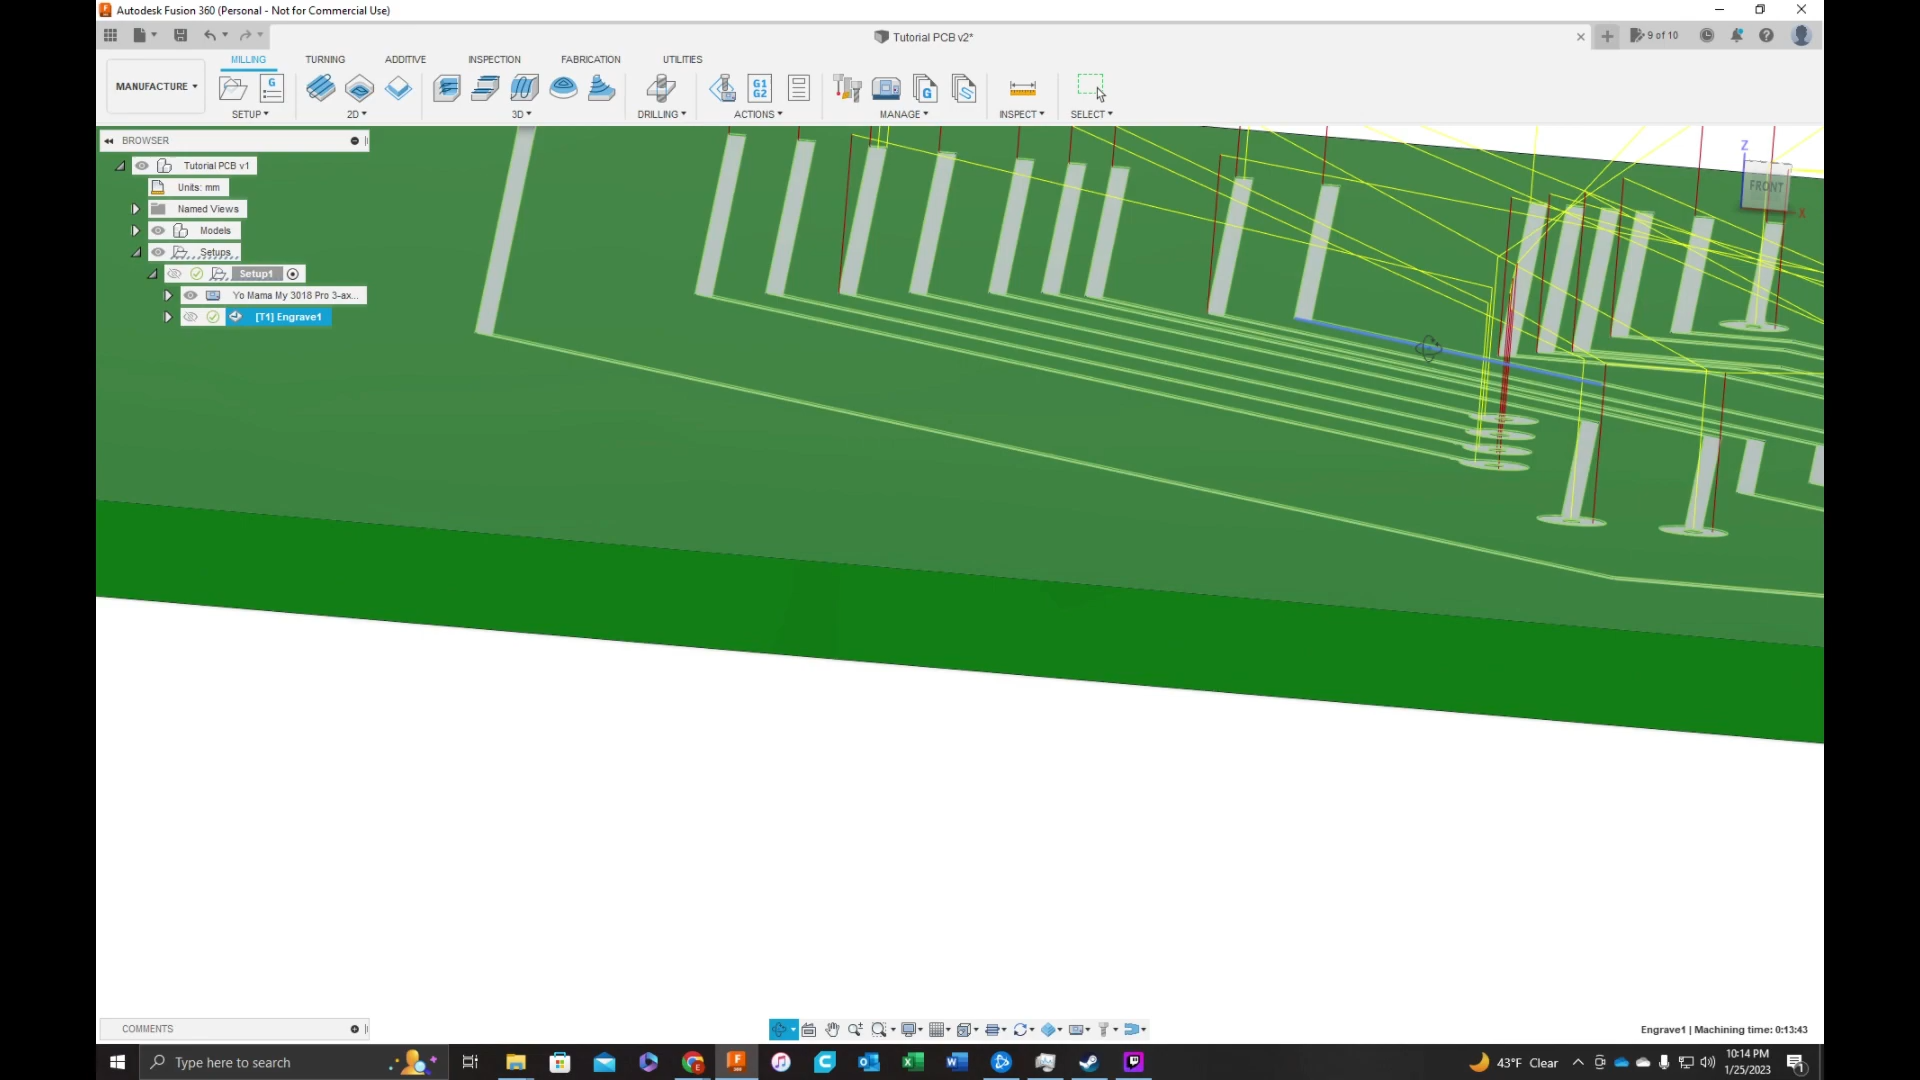 Autodesk Fusion 360 (Personal - Not for Commercial Use)
Tutorial PCB v2*
9 of 10
MILLING TURNING ADDITIVE INSPECTION FABRICATION UTILITIES
MANUFACTURE
G
G1
G2
G
SETUP 2D 3D DRILLING ACTIONS MANAGE INSPECT SELECT
BROWSER
Tutorial PCB v1
Units: mm
Named Views
Models
Setups
Setup1
Yo Mama My 3018 Pro 3-ax...
[T1] Engrave1
Z
FRONT
X
COMMENTS
Engrave1 | Machining time: 0:13:43
Type here to search
43°F Clear
10:14 PM
1/25/2023